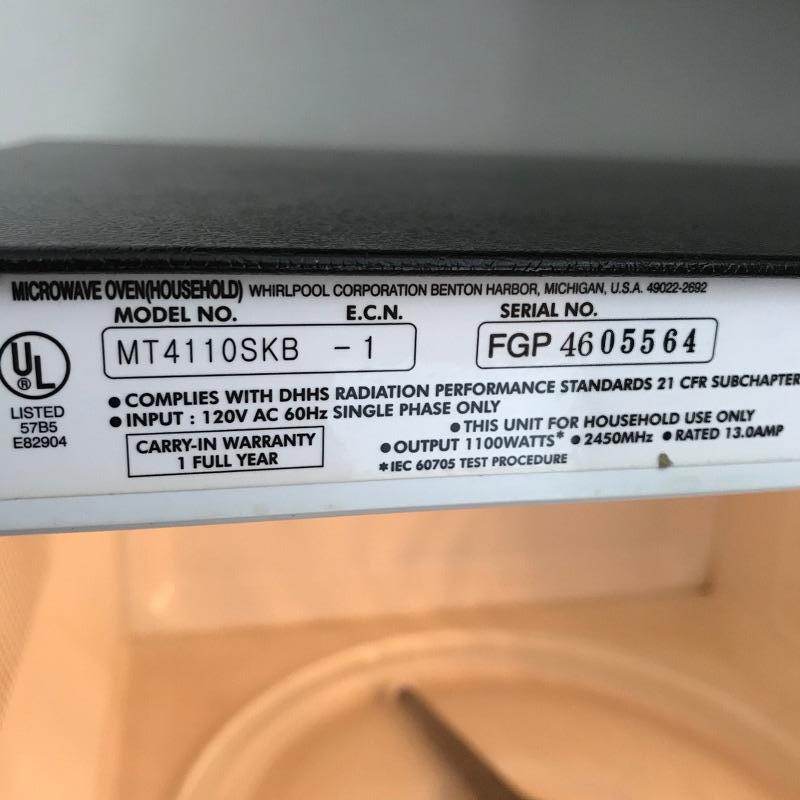 MICROWAVE OVEN(HOUSEHOLD) WHIRLPOOL CORPORATION BENTON HARBOR, MICHIGAN, U.S.A. 49022-2692
MODEL NO. E.C.N. SERIAL NO.
MT4110SKB - 1 FGP 4605564
UL
®
LISTED
57B5
E82904
● COMPLIES WITH DHHS RADIATION PERFORMANCE STANDARDS 21 CFR SUBCHAPTER
● INPUT : 120V AC 60Hz SINGLE PHASE ONLY
CARRY-IN WARRANTY
1 FULL YEAR
● THIS UNIT FOR HOUSEHOLD USE ONLY
● OUTPUT 1100WATTS* ● 2450MHz ● RATED 13.0AMP
*IEC 60705 TEST PROCEDURE